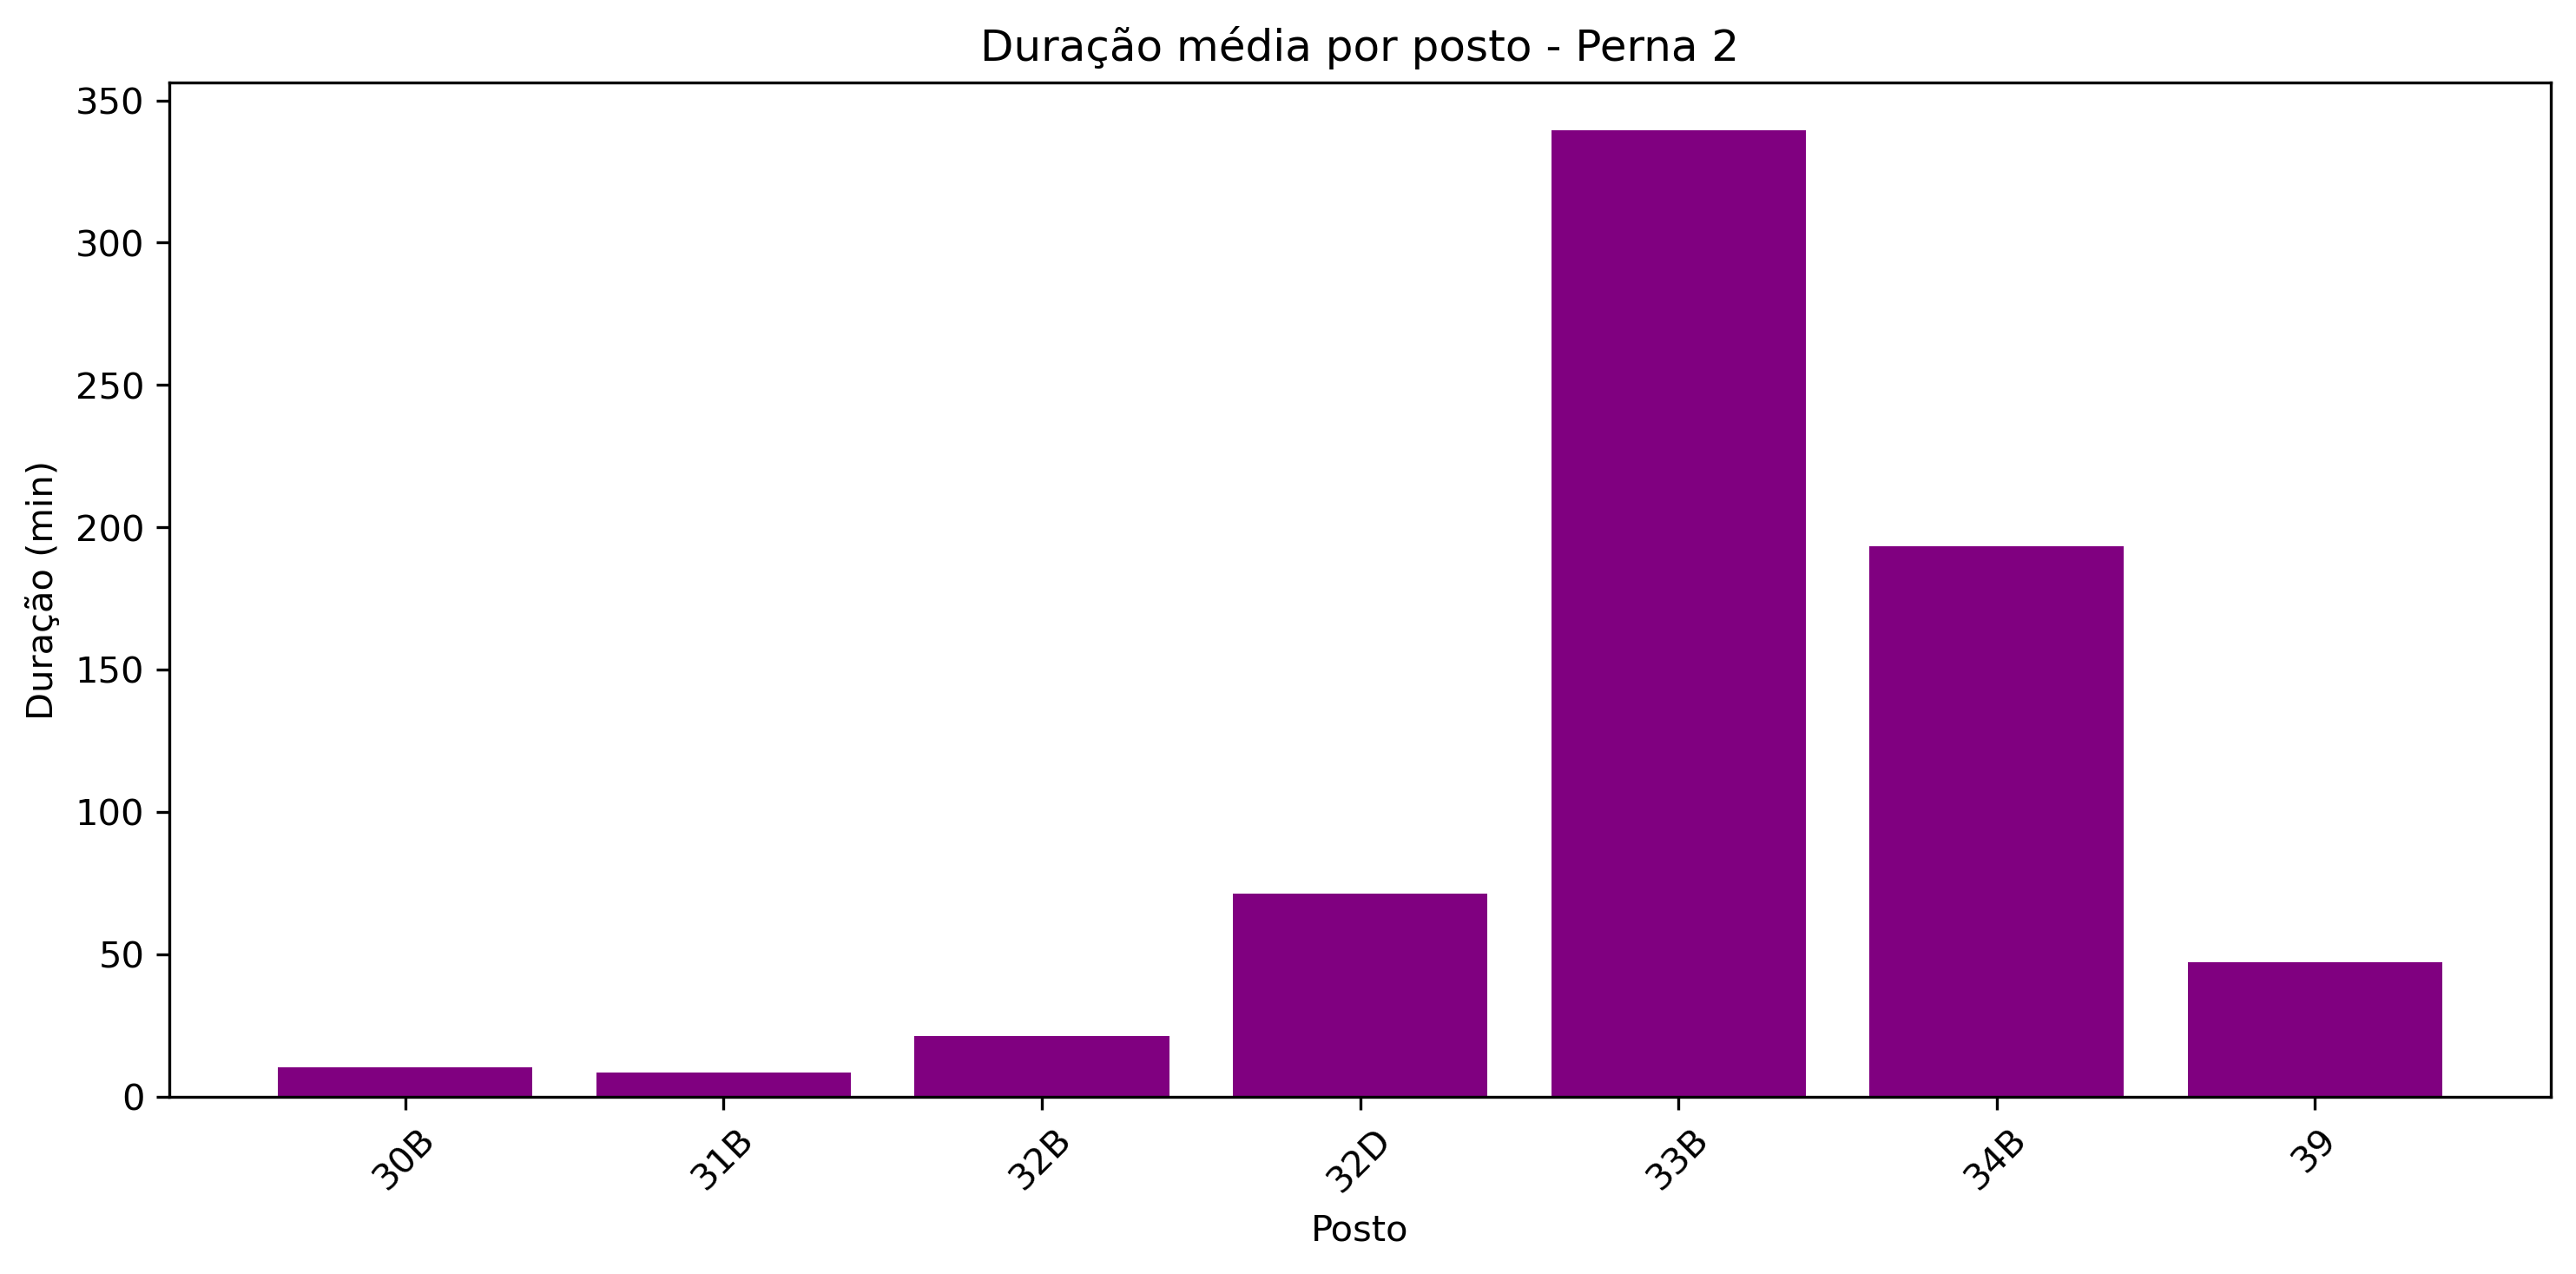 Duração média por posto - Perna 2
Duração (min)
350
300
250
200
150
100
50
0
30B
31B
32B
32D
33B
34B
39
Posto